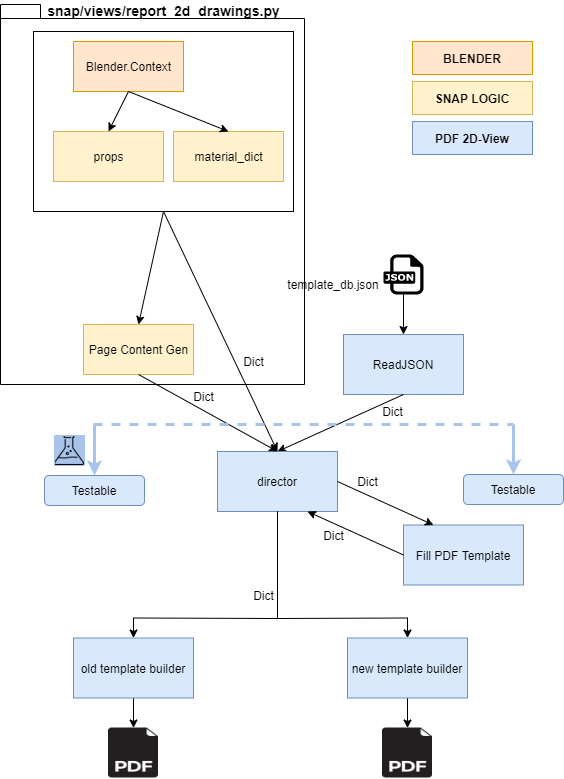 snap/views/report_2d_drawings.py
Blender.Context
BLENDER
SNAP LOGIC
PDF 2D-View
props
material_dict
template_db.json
JSON
Page Content Gen
Dict
ReadJSON
Dict
Dict
Testable
director
Dict
Testable
Dict
Fill PDF Template
Dict
old template builder
new template builder
PDF
PDF